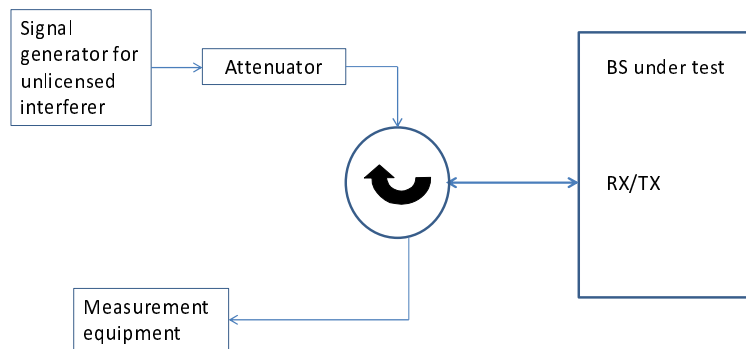 Signal
generator for
unlicensed
interferer
Attenuator
BS under test
RX/TX
Measurement
equipment